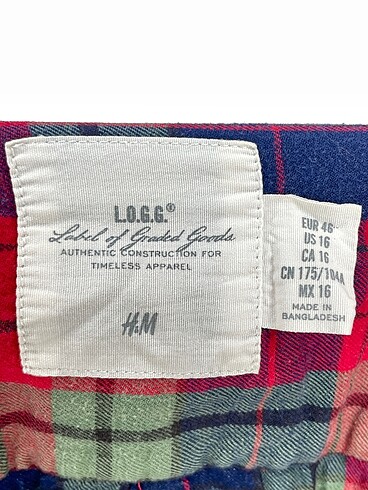 L.O.G.G.®
Label of Graded Goods
AUTHENTIC CONSTRUCTION FOR
TIMELESS APPAREL
H&M
EUR 46
US 16
CA 16
CN 175/104A
MX 16
MADE IN
BANGLADESH